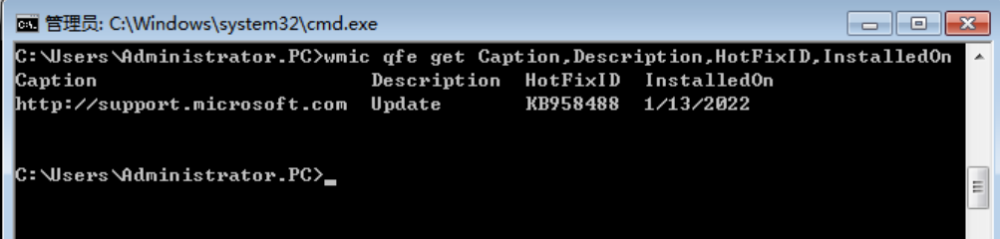 管理员: C:\Windows\system32\cmd.exe
C:\Users\Administrator.PC>wmic qfe get Caption,Description,HotFixID,InstalledOn
Caption Description HotFixID InstalledOn
http://support.microsoft.com Update KB958488 1/13/2022
C:\Users\Administrator.PC>_